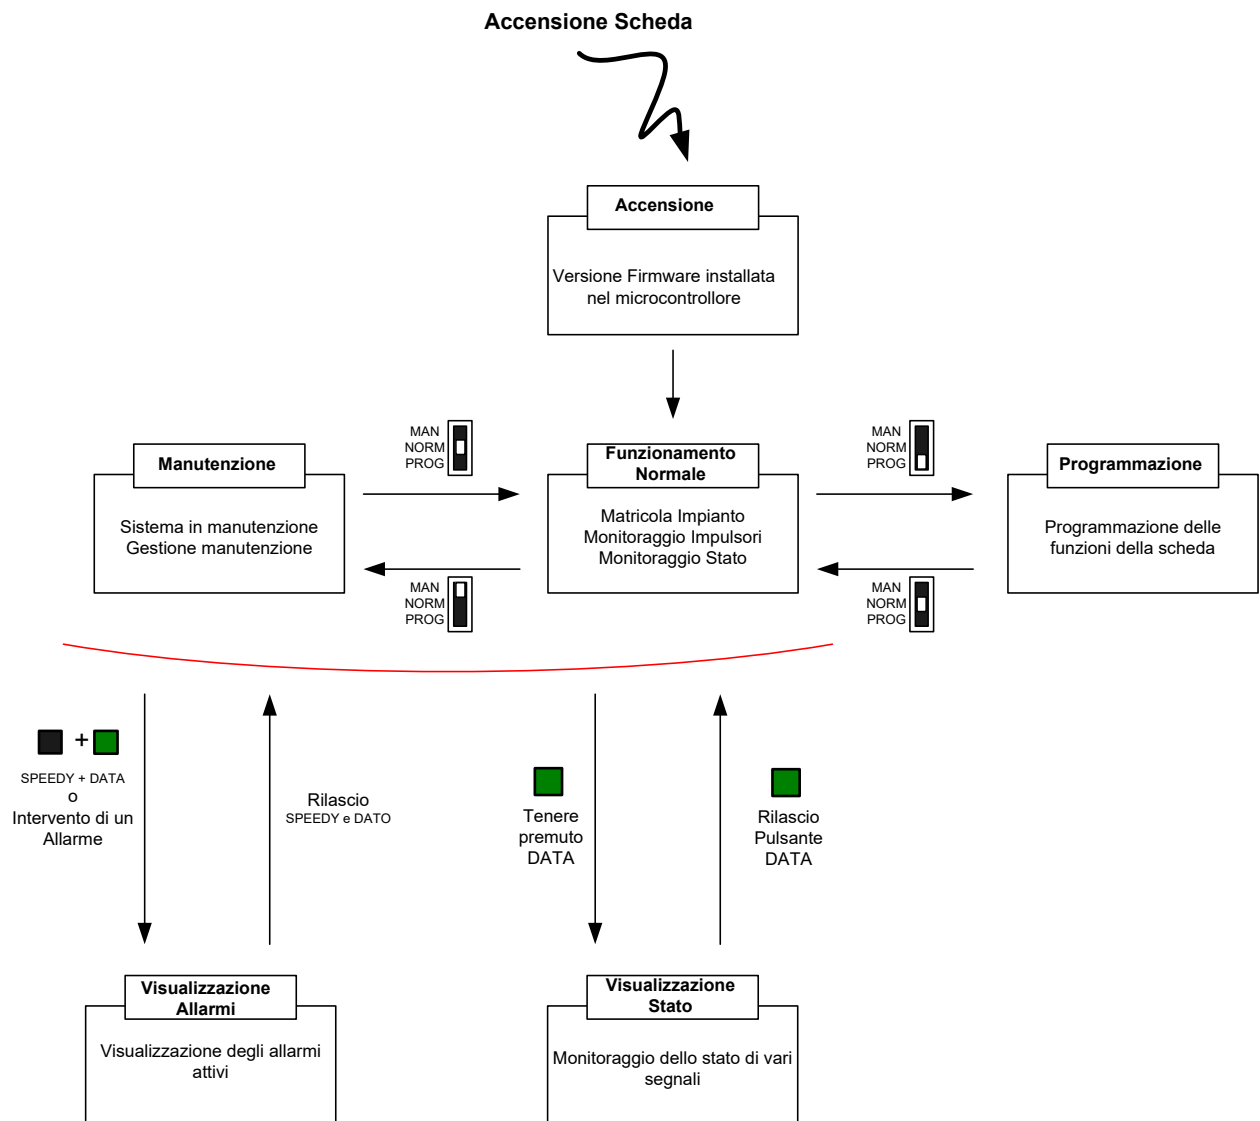 Accensione Scheda
Accensione
Versione Firmware installata
nel microcontrollore
MAN
NORM
PROG
MAN
NORM
PROG
Manutenzione
Sistema in manutenzione
Gestione manutenzione
Funzionamento
Normale
Matricola Impianto
Monitoraggio Impulsori
Monitoraggio Stato
Programmazione
Programmazione delle
funzioni della scheda
MAN
NORM
PROG
MAN
NORM
PROG
+
SPEEDY + DATA
o
Intervento di un
Allarme
Rilascio
SPEEDY e DATO
Tenere
premuto
DATA
Rilascio
Pulsante
DATA
Visualizzazione
Allarmi
Visualizzazione degli allarmi
attivi
Visualizzazione
Stato
Monitoraggio dello stato di vari
segnali